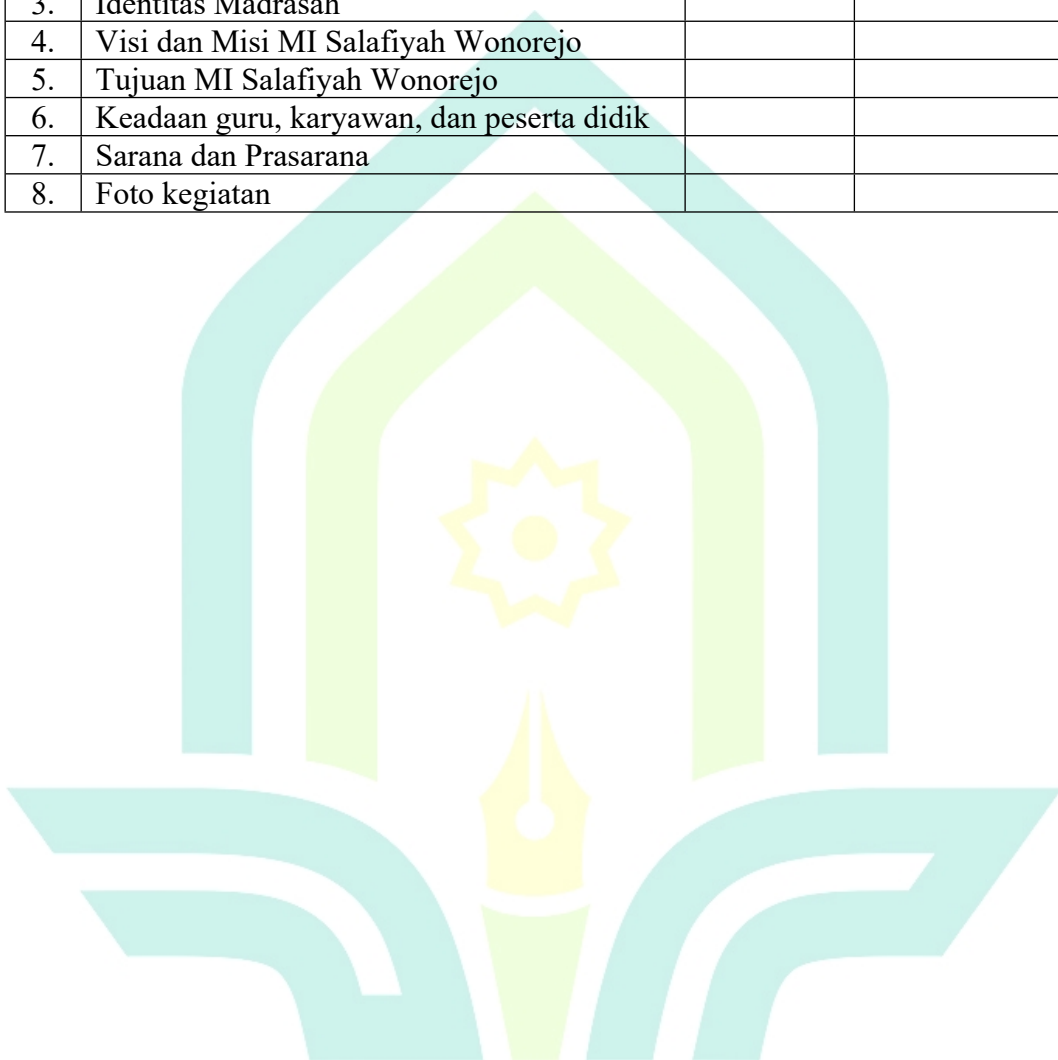 3. Identitas Madrasah
4. Visi dan Misi MI Salafiyah Wonorejo
5. Tujuan MI Salafiyah Wonorejo
6. Keadaan guru, karyawan, dan peserta didik
7. Sarana dan Prasarana
8. Foto kegiatan